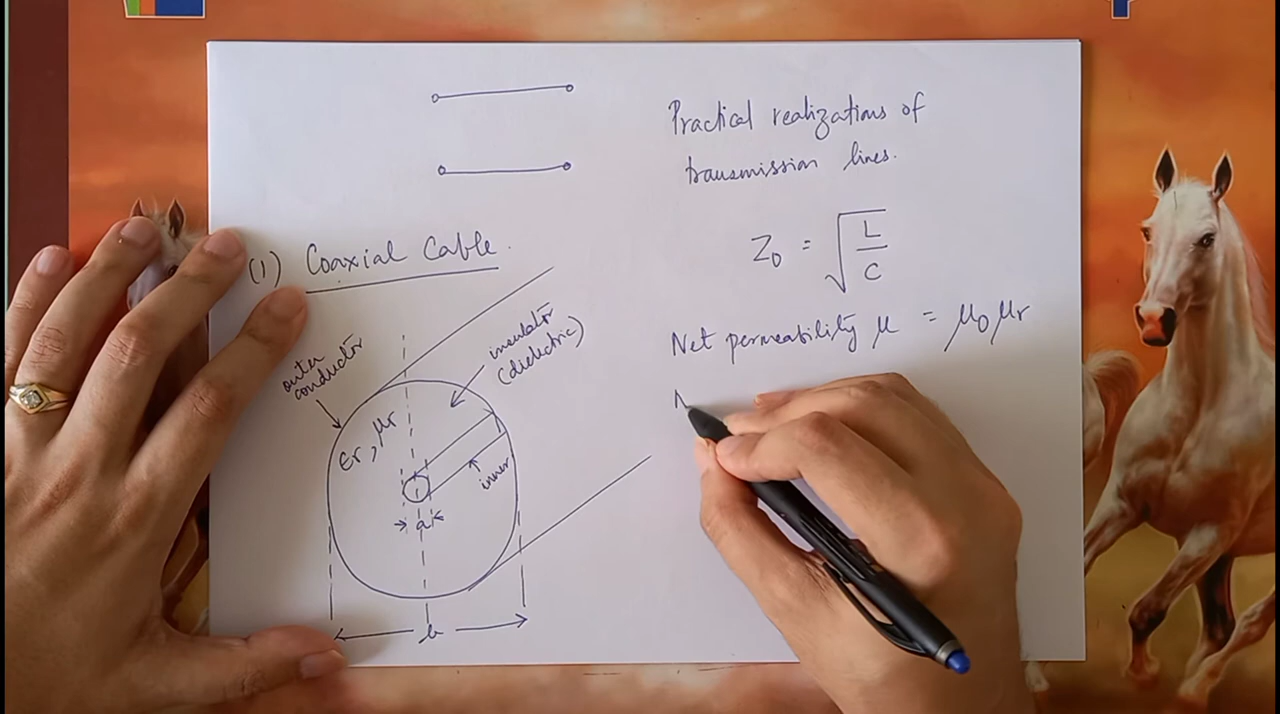 Practical realizations of
transmission lines.
Z₀ = √(L/C)
(1) Coaxial Cable.
Net permeability μ = μ₀μr
outer
conductor
insulator
(dielectric)
εr, μr
inner
a
b
N